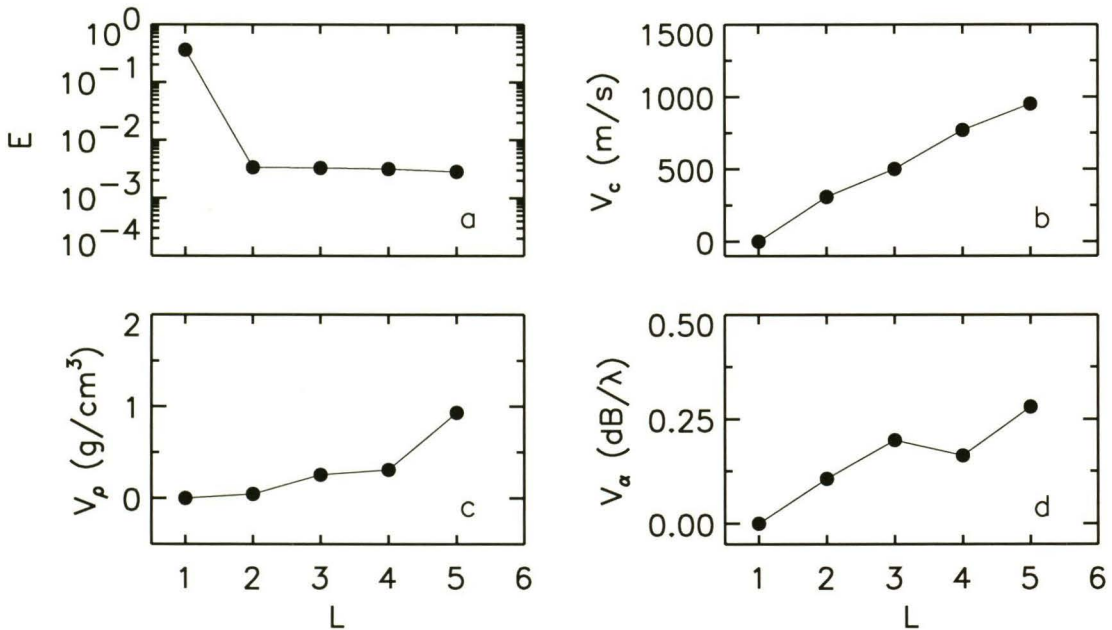 10⁰
10⁻¹
10⁻²
10⁻³
10⁻⁴
E
a
1500
1000
500
0
V_c (m/s)
b
2
1
0
V_ρ (g/cm³)
c
1 2 3 4 5 6
L
0.50
0.25
0.00
V_α (dB/λ)
d
1 2 3 4 5 6
L